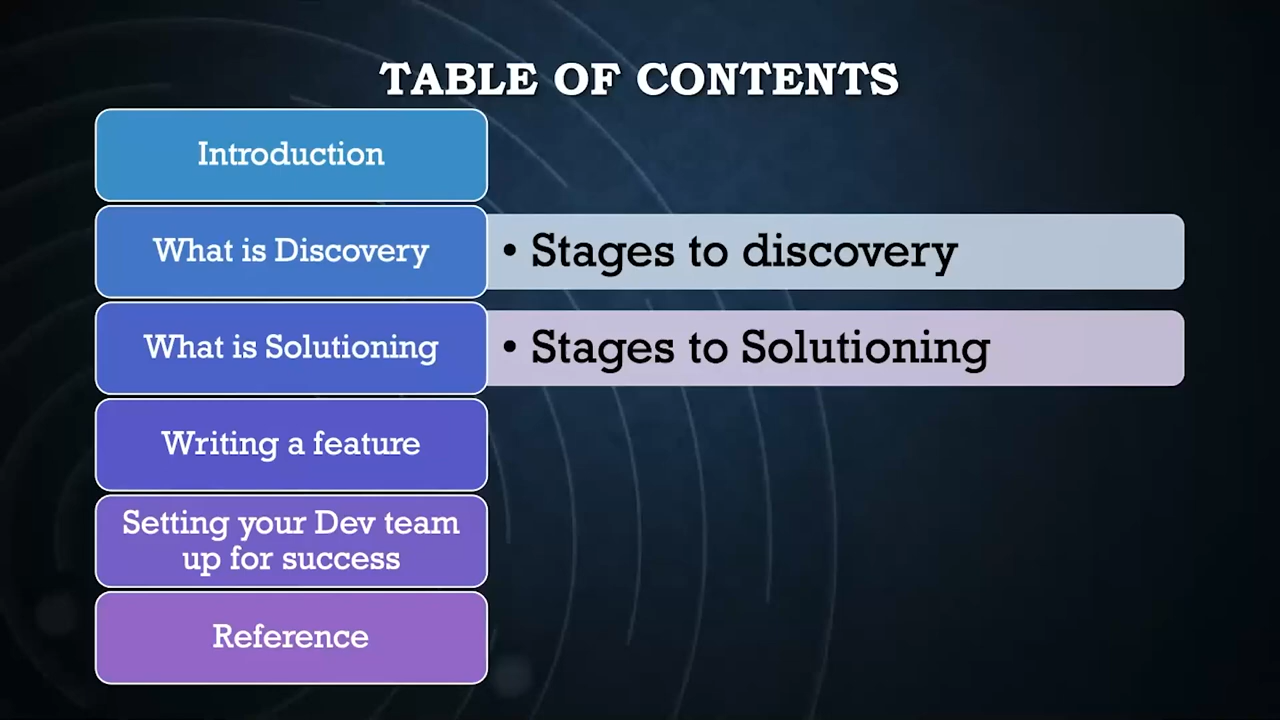 TABLE OF CONTENTS
Introduction
What is Discovery
• Stages to discovery
What is Solutioning
• Stages to Solutioning
Writing a feature
Setting your Dev team
up for success
Reference